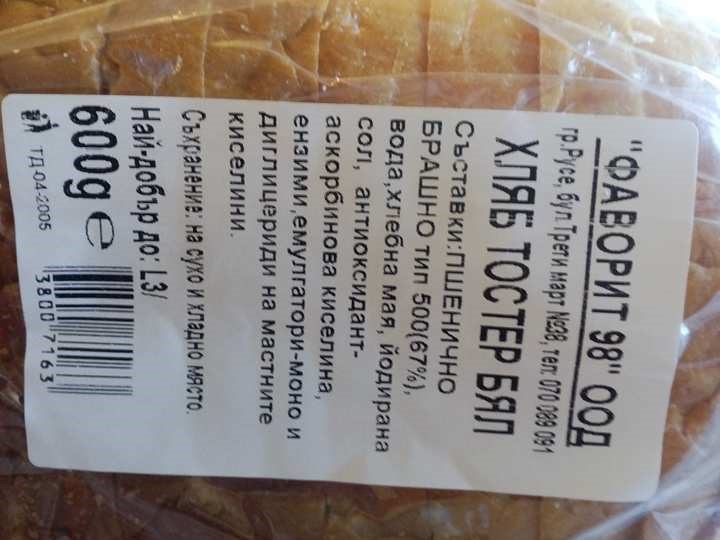 "ФАВОРИТ 98" ООД
гр.Русе, бул.Трети март №38, тел: 070 089 091
ХЛЯБ ТОСТЕР БЯЛ
Съставки:ПШЕНИЧНО
БРАШНО тип 500(67%),
вода,хлебна мая, йодирана
сол, антиоксидант-
аскорбинова киселина,
ензими,емулгатори-моно и
диглицериди на мастните
киселини.
Съхранение: на сухо и хладно място.
Най-добър до: L3/
600g e
ТД-04-2005
3800 7163